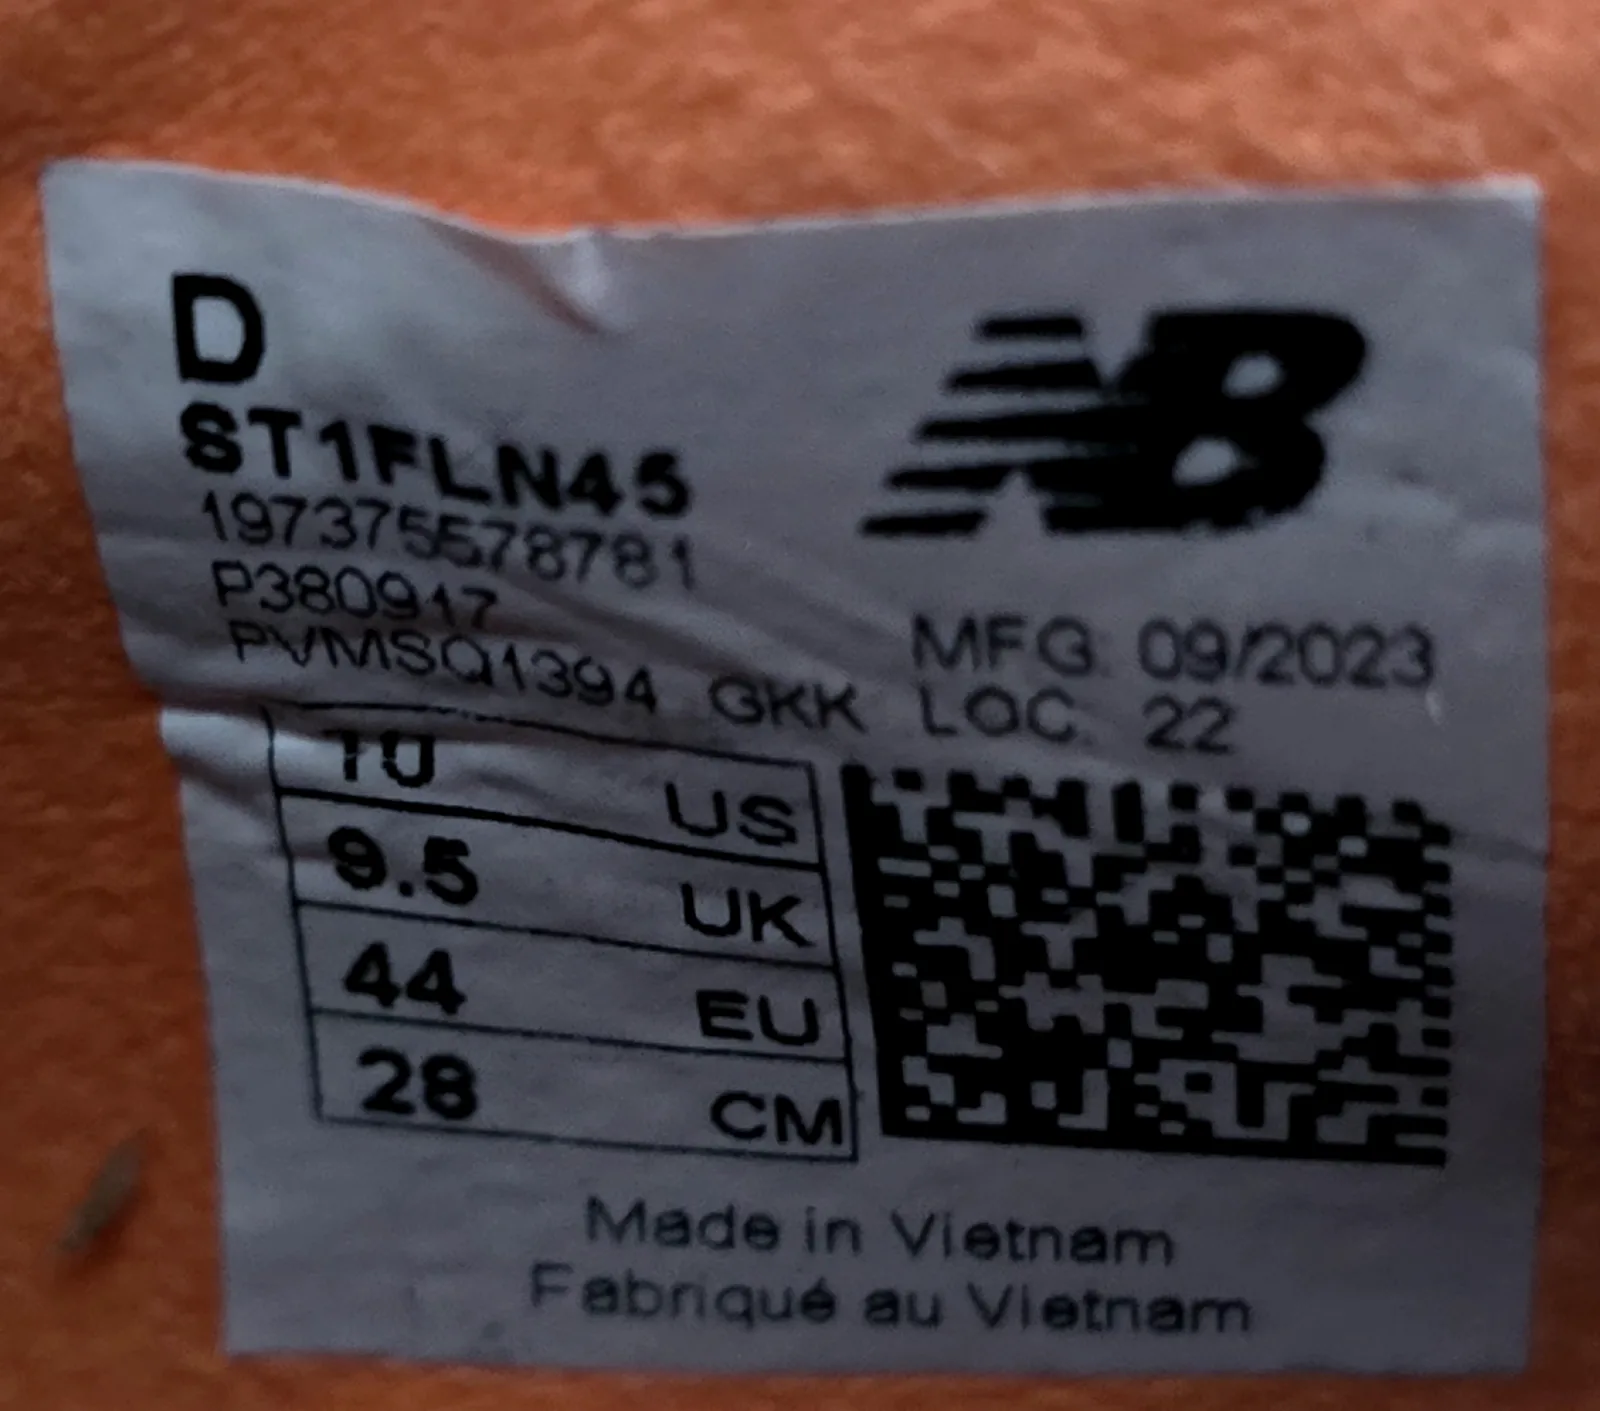 D
ST1FLN45
197375578781
P380917
PVMSQ1394 GKK
NB
MFG. 09/2023
LOC. 22
10 US
9.5 UK
44 EU
28 CM
Made in Vietnam
Fabriqué au Vietnam